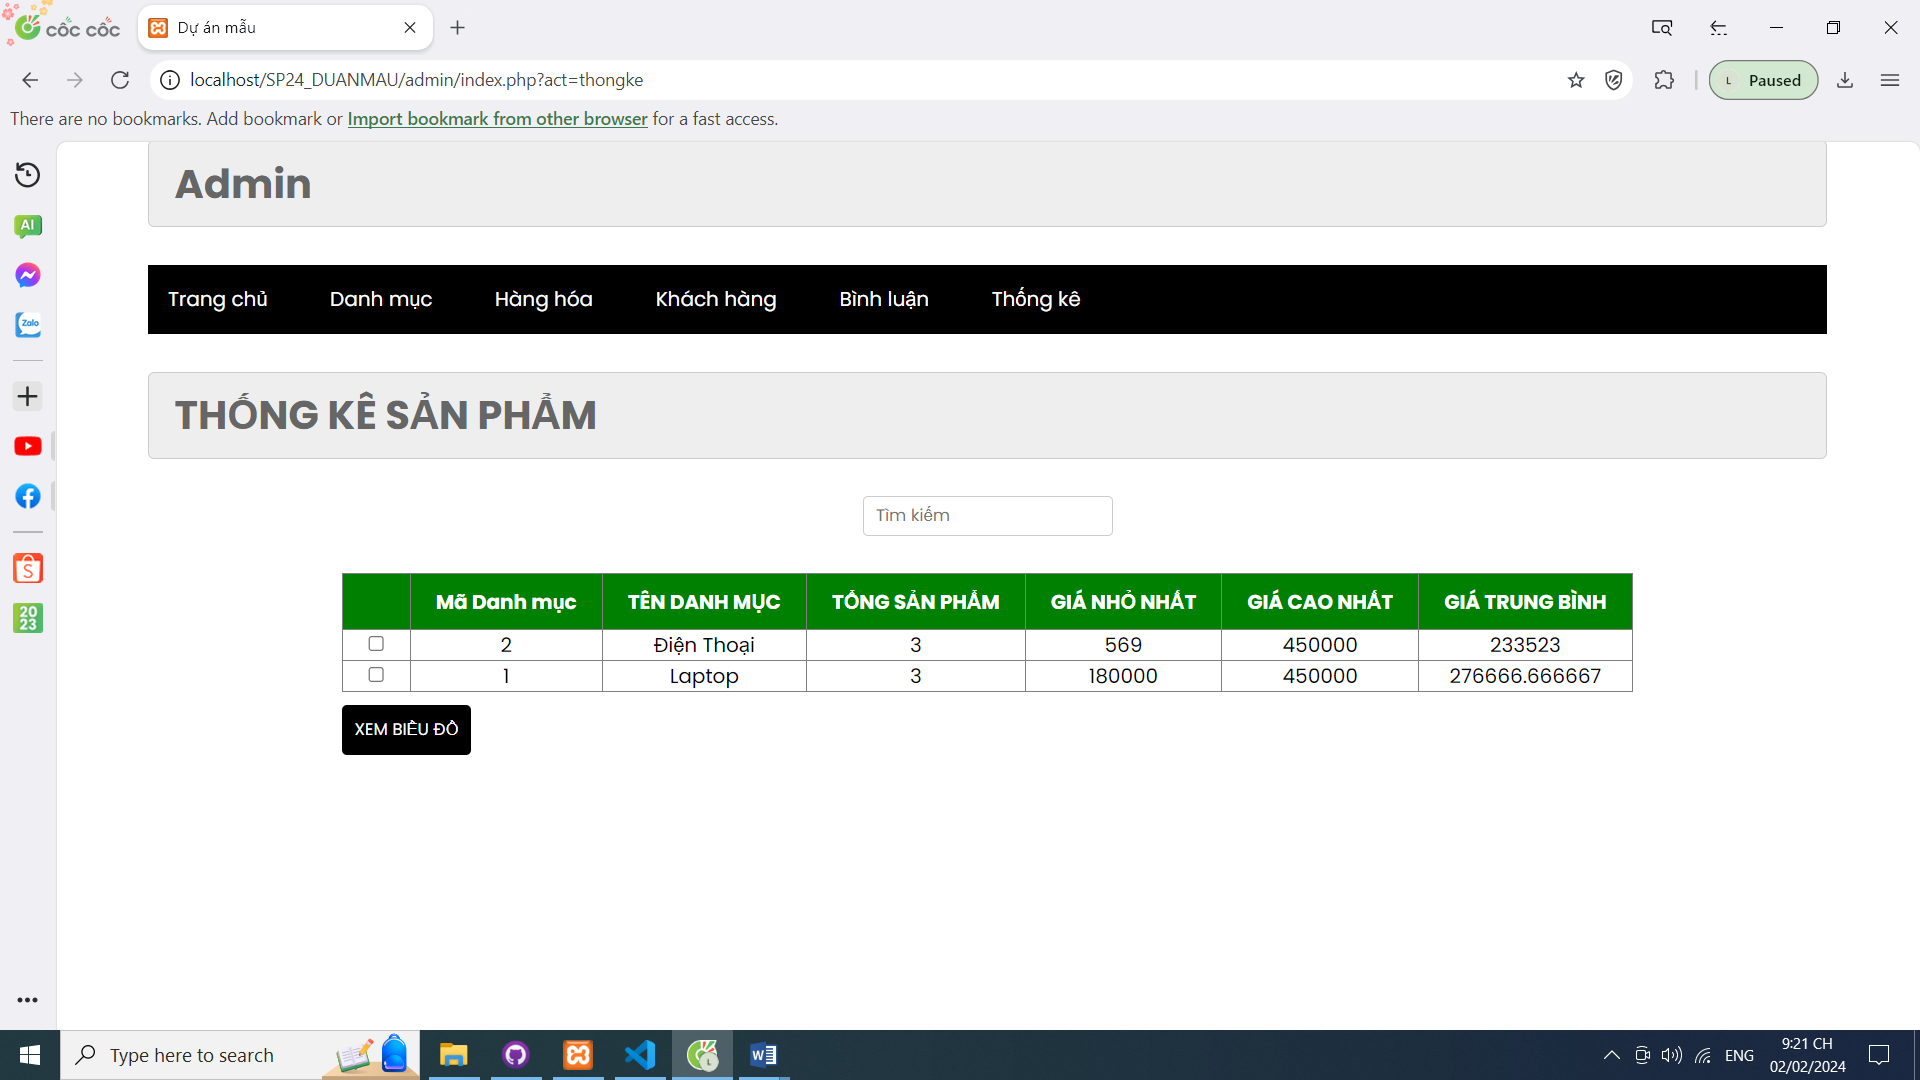 cốc cốc
Dự án mẫu
localhost/SP24_DUANMAU/admin/index.php?act=thongke
L Paused
There are no bookmarks. Add bookmark or Import bookmark from other browser for a fast access.
Admin
AI
Trang chủ Danh mục Hàng hóa Khách hàng Bình luận Thống kê
Zalo
THỐNG KÊ SẢN PHẨM
Tìm kiếm
Mã Danh mục TÊN DANH MỤC TỔNG SẢN PHẨM GIÁ NHỎ NHẤT GIÁ CAO NHẤT GIÁ TRUNG BÌNH
2 Điện Thoại 3 569 450000 233523
1 Laptop 3 180000 450000 276666.666667
20
23
XEM BIỂU ĐỒ
Type here to search
ENG
9:21 CH
02/02/2024